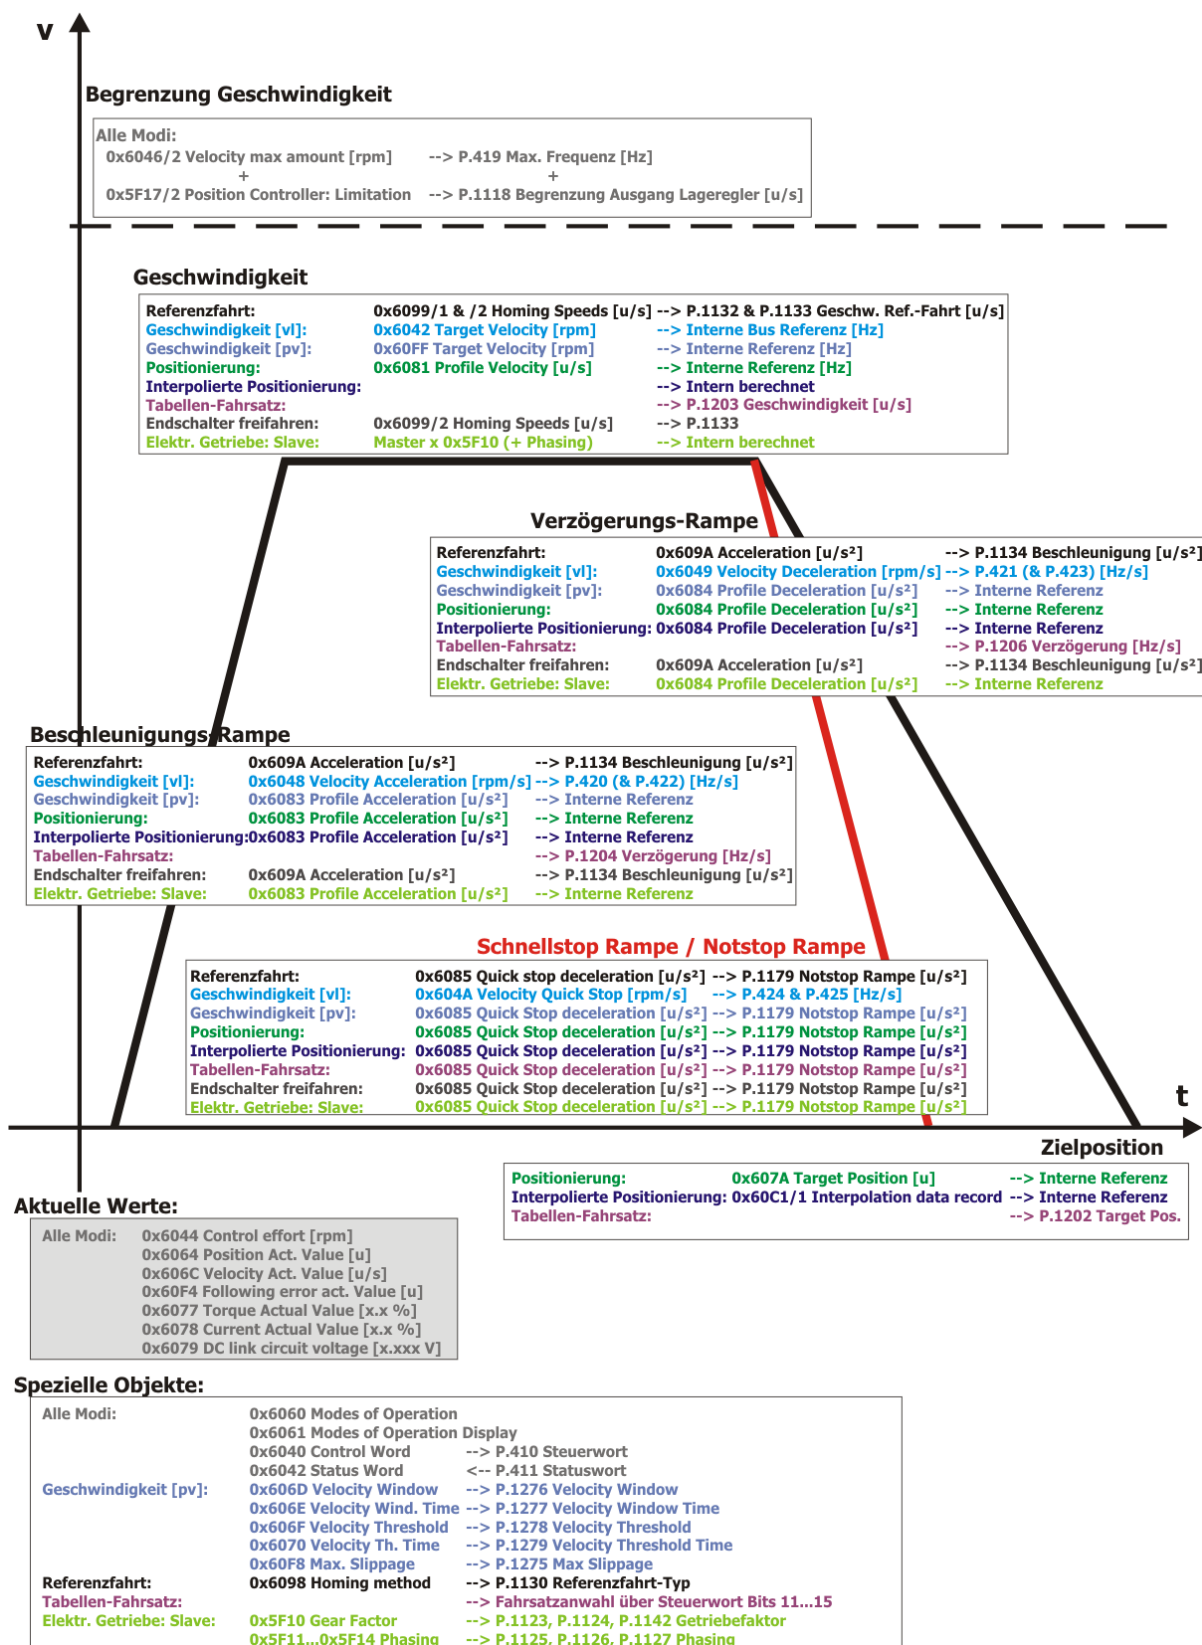 v
Begrenzung Geschwindigkeit
Alle Modi:
0x6046/2 Velocity max amount [rpm] --> P.419 Max. Frequenz [Hz]
+ +
0x5F17/2 Position Controller: Limitation --> P.1118 Begrenzung Ausgang Lageregler [u/s]
Geschwindigkeit
Referenzfahrt: 0x6099/1 & /2 Homing Speeds [u/s] --> P.1132 & P.1133 Geschw. Ref.-Fahrt [u/s]
Geschwindigkeit [vl]: 0x6042 Target Velocity [rpm] --> Interne Bus Referenz [Hz]
Geschwindigkeit [pv]: 0x60FF Target Velocity [rpm] --> Interne Referenz [Hz]
Positionierung: 0x6081 Profile Velocity [u/s] --> Interne Referenz [Hz]
Interpolierte Positionierung: --> Intern berechnet
Tabellen-Fahrsatz: --> P.1203 Geschwindigkeit [u/s]
Endschalter freifahren: 0x6099/2 Homing Speeds [u/s] --> P.1133
Elektr. Getriebe: Slave: Master x 0x5F10 (+ Phasing) --> Intern berechnet
Verzögerungs-Rampe
Referenzfahrt: 0x609A Acceleration [u/s²] --> P.1134 Beschleunigung [u/s²]
Geschwindigkeit [vl]: 0x6049 Velocity Deceleration [rpm/s] --> P.421 (& P.423) [Hz/s]
Geschwindigkeit [pv]: 0x6084 Profile Deceleration [u/s²] --> Interne Referenz
Positionierung: 0x6084 Profile Deceleration [u/s²] --> Interne Referenz
Interpolierte Positionierung: 0x6084 Profile Deceleration [u/s²] --> Interne Referenz
Tabellen-Fahrsatz: --> P.1206 Verzögerung [Hz/s]
Endschalter freifahren: 0x609A Acceleration [u/s²] --> P.1134 Beschleunigung [u/s²]
Elektr. Getriebe: Slave: 0x6084 Profile Deceleration [u/s²] --> Interne Referenz
Beschleunigungs-Rampe
Referenzfahrt: 0x609A Acceleration [u/s²] --> P.1134 Beschleunigung [u/s²]
Geschwindigkeit [vl]: 0x6048 Velocity Acceleration [rpm/s] --> P.420 (& P.422) [Hz/s]
Geschwindigkeit [pv]: 0x6083 Profile Acceleration [u/s²] --> Interne Referenz
Positionierung: 0x6083 Profile Acceleration [u/s²] --> Interne Referenz
Interpolierte Positionierung: 0x6083 Profile Acceleration [u/s²] --> Interne Referenz
Tabellen-Fahrsatz: --> P.1204 Verzögerung [Hz/s]
Endschalter freifahren: 0x609A Acceleration [u/s²] --> P.1134 Beschleunigung [u/s²]
Elektr. Getriebe: Slave: 0x6083 Profile Acceleration [u/s²] --> Interne Referenz
Schnellstop Rampe / Notstop Rampe
Referenzfahrt: 0x6085 Quick stop deceleration [u/s²] --> P.1179 Notstop Rampe [u/s²]
Geschwindigkeit [vl]: 0x604A Velocity Quick Stop [rpm/s] --> P.424 & P.425 [Hz/s]
Geschwindigkeit [pv]: 0x6085 Quick Stop deceleration [u/s²] --> P.1179 Notstop Rampe [u/s²]
Positionierung: 0x6085 Quick Stop deceleration [u/s²] --> P.1179 Notstop Rampe [u/s²]
Interpolierte Positionierung: 0x6085 Quick Stop deceleration [u/s²] --> P.1179 Notstop Rampe [u/s²]
Tabellen-Fahrsatz: 0x6085 Quick Stop deceleration [u/s²] --> P.1179 Notstop Rampe [u/s²]
Endschalter freifahren: 0x6085 Quick Stop deceleration [u/s²] --> P.1179 Notstop Rampe [u/s²]
Elektr. Getriebe: Slave: 0x6085 Quick Stop deceleration [u/s²] --> P.1179 Notstop Rampe [u/s²]
t
Zielposition
Positionierung: 0x607A Target Position [u] --> Interne Referenz
Interpolierte Positionierung: 0x60C1/1 Interpolation data record --> Interne Referenz
Tabellen-Fahrsatz: --> P.1202 Target Pos.
Aktuelle Werte:
Alle Modi: 0x6044 Control effort [rpm]
0x6064 Position Act. Value [u]
0x606C Velocity Act. Value [u/s]
0x60F4 Following error act. Value [u]
0x6077 Torque Actual Value [x.x %]
0x6078 Current Actual Value [x.x %]
0x6079 DC link circuit voltage [x.xxx V]
Spezielle Objekte:
Alle Modi: 0x6060 Modes of Operation
0x6061 Modes of Operation Display
0x6040 Control Word --> P.410 Steuerwort
0x6042 Status Word <-- P.411 Statuswort
Geschwindigkeit [pv]: 0x606D Velocity Window --> P.1276 Velocity Window
0x606E Velocity Wind. Time --> P.1277 Velocity Window Time
0x606F Velocity Threshold --> P.1278 Velocity Threshold
0x6070 Velocity Th. Time --> P.1279 Velocity Threshold Time
0x60F8 Max. Slippage --> P.1275 Max Slippage
Referenzfahrt: 0x6098 Homing method --> P.1130 Referenzfahrt-Typ
Tabellen-Fahrsatz: --> Fahrsatzanwahl über Steuerwort Bits 11...15
Elektr. Getriebe: Slave: 0x5F10 Gear Factor --> P.1123, P.1124, P.1142 Getriebefaktor
0x5F11...0x5F14 Phasing --> P.1125, P.1126, P.1127 Phasing